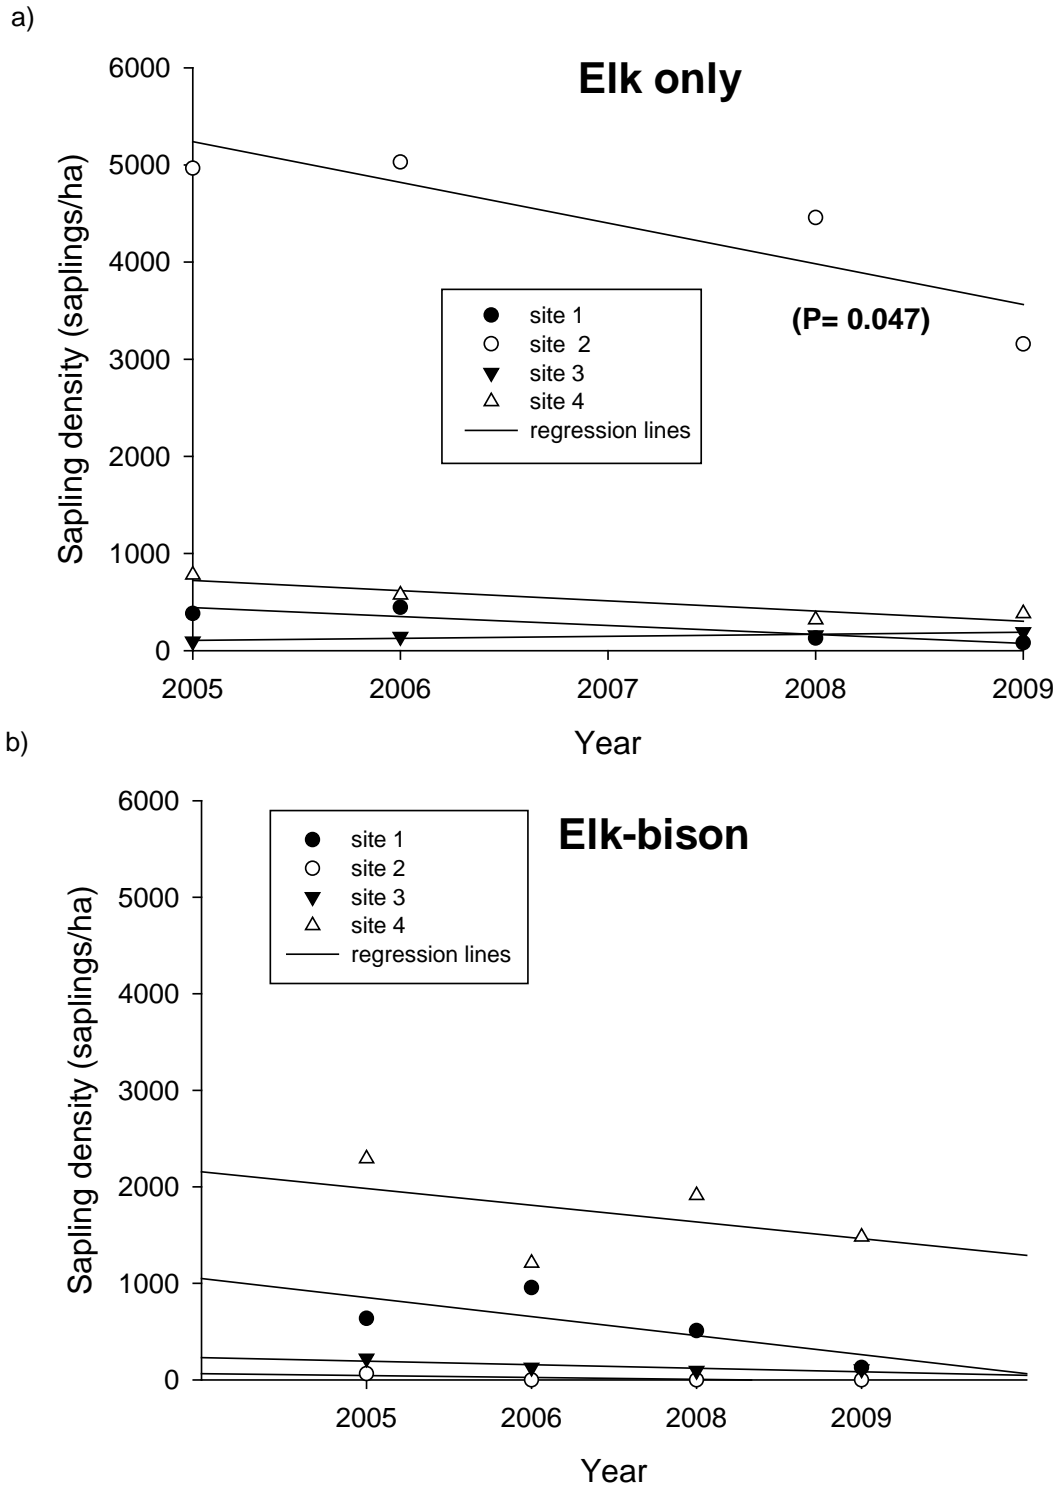 a)
Elk only
6000
5000
4000
3000
2000
1000
0
Sapling density (saplings/ha)
site 1
site  2
site 3
site 4
regression lines
(P= 0.047)
2005 2006 2007 2008 2009
Year
b)
Elk-bison
6000
5000
4000
3000
2000
1000
0
Sapling density (saplings/ha)
site 1
site 2
site 3
site 4
regression lines
2005 2006 2008 2009
Year